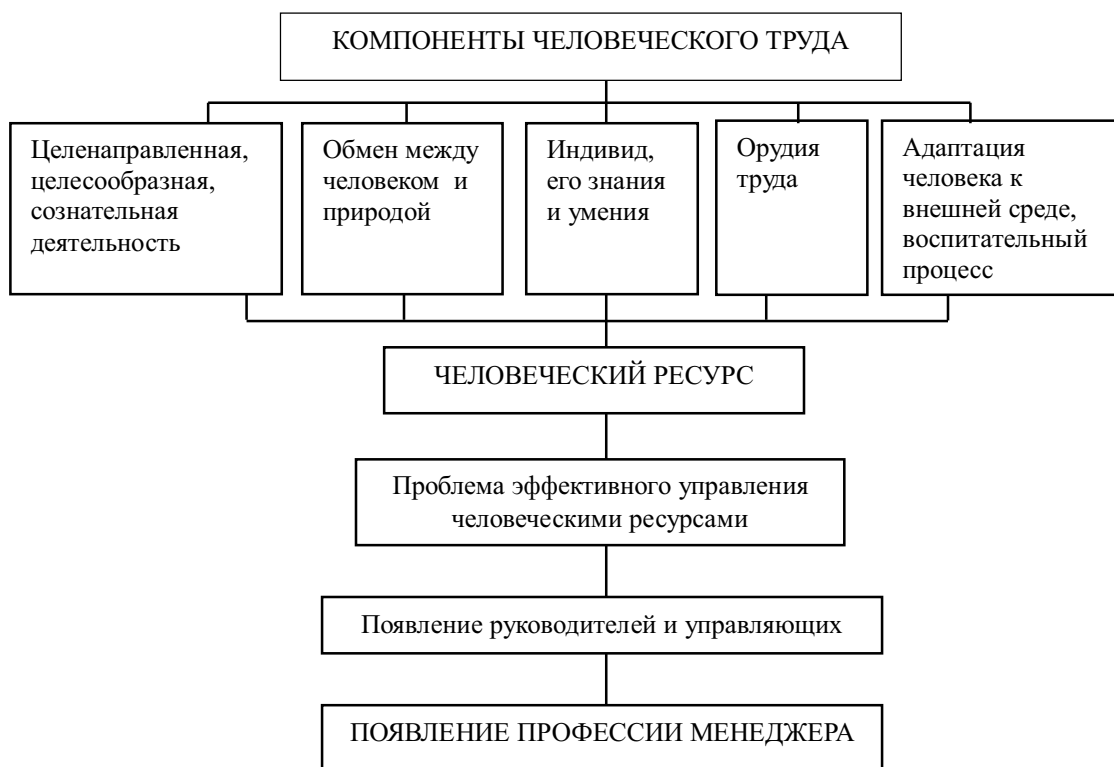 КОМПОНЕНТЫ ЧЕЛОВЕЧЕСКОГО ТРУДА
Целенаправленная,
целесообразная,
сознательная
деятельность
Обмен между
человеком и
природой
Индивид,
его знания
и умения
Орудия
труда
Адаптация
человека к
внешней среде,
воспитательный
процесс
ЧЕЛОВЕЧЕСКИЙ РЕСУРС
Проблема эффективного управления
человеческими ресурсами
Появление руководителей и управляющих
ПОЯВЛЕНИЕ ПРОФЕССИИ МЕНЕДЖЕРА